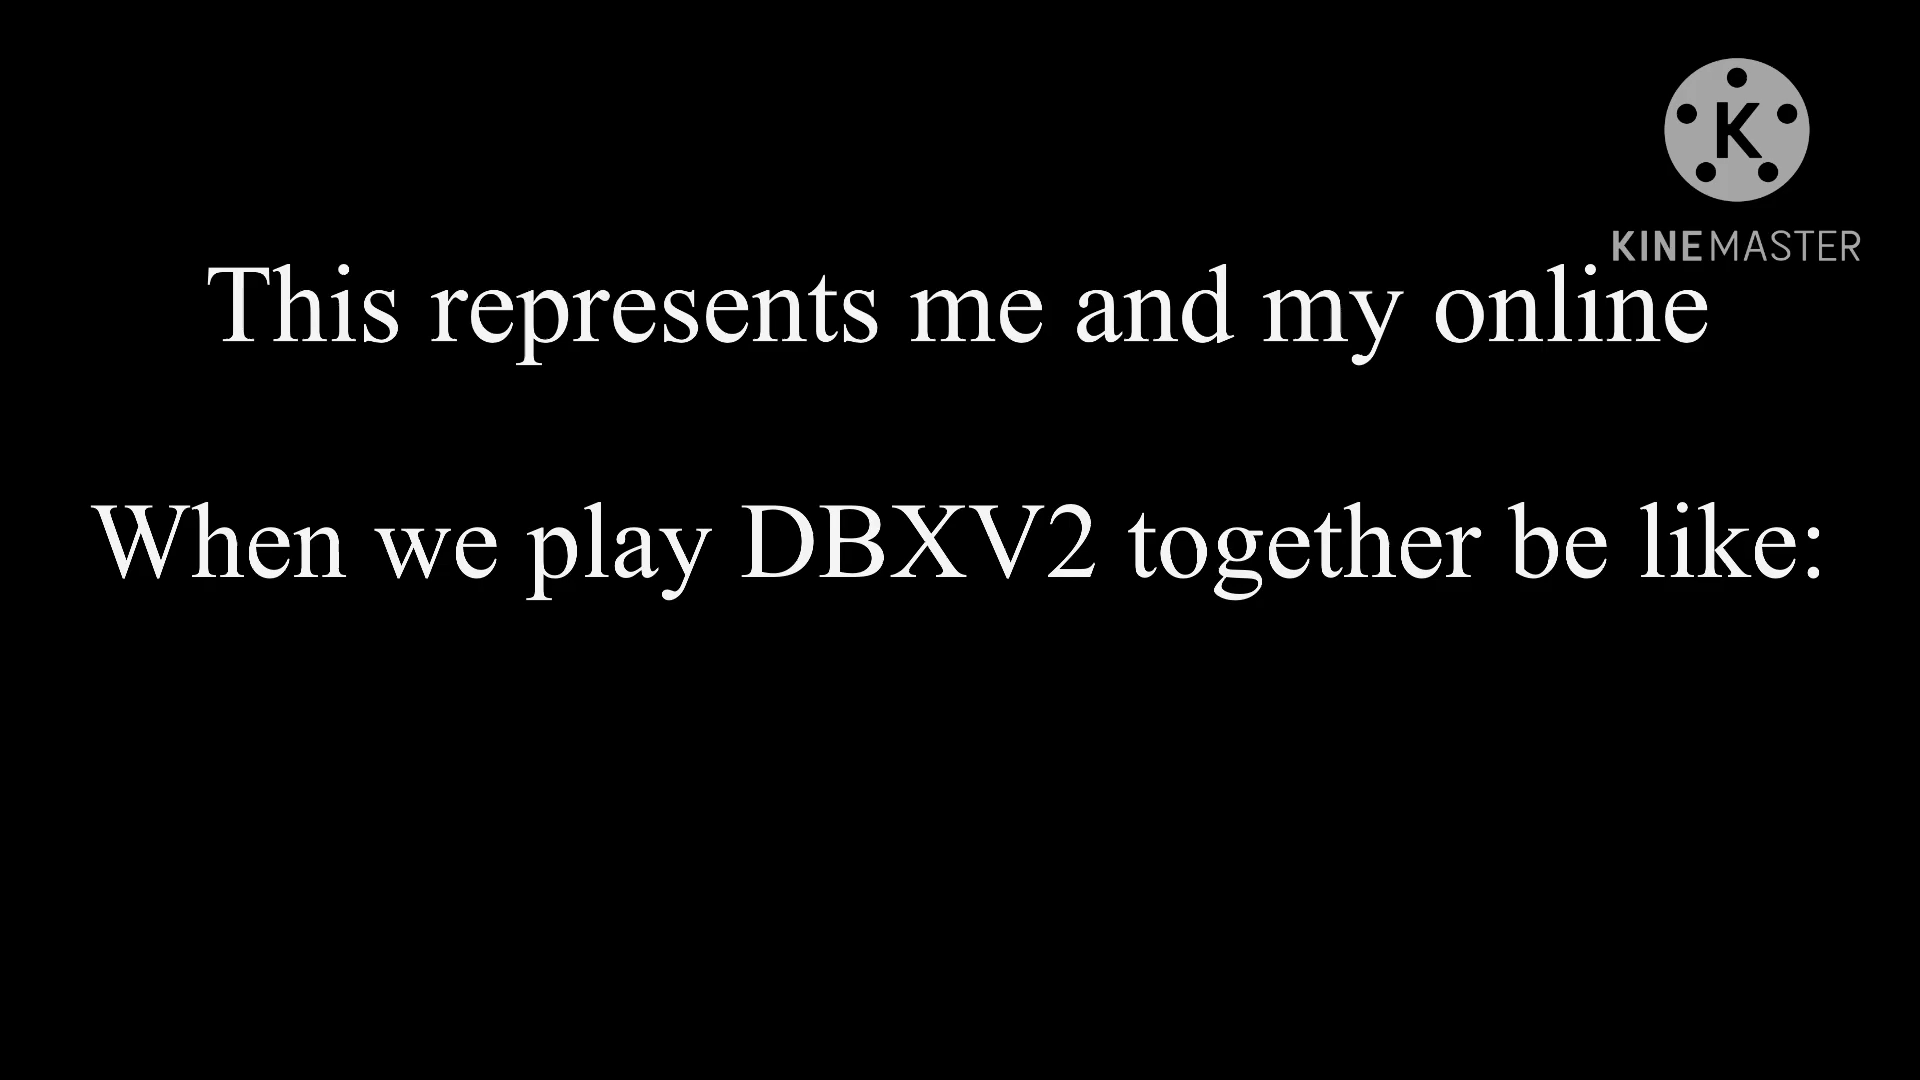 K
KINEMASTER
This represents me and my online
When we play DBXV2 together be like: